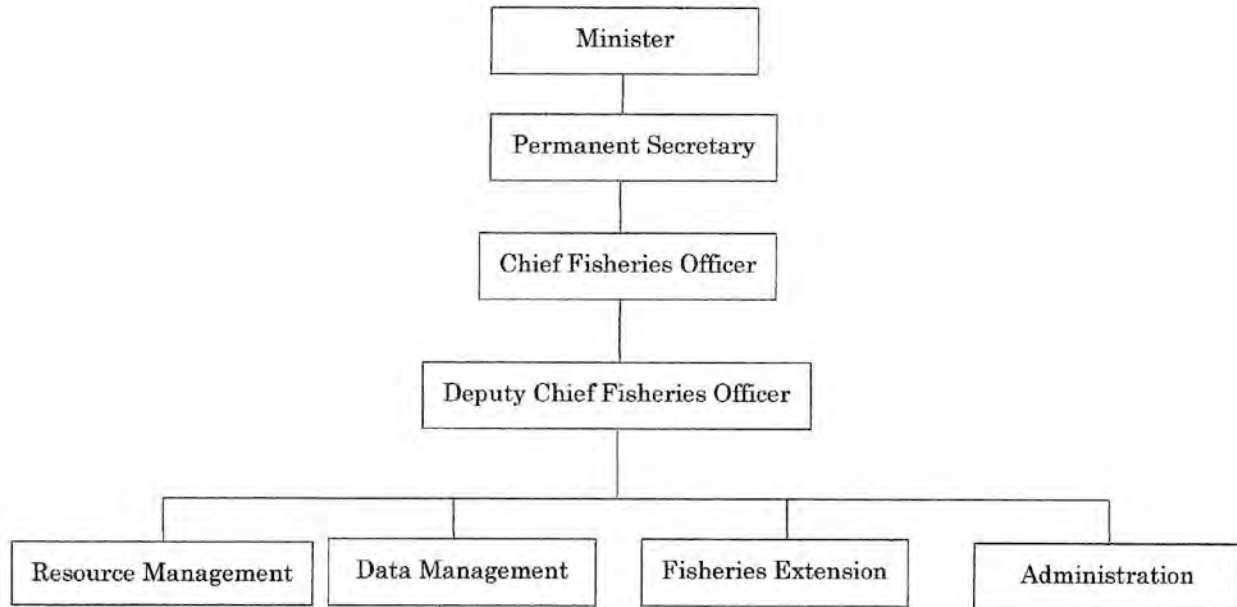 Minister
Permanent Secretary
Chief Fisheries Officer
Deputy Chief Fisheries Officer
Resource Management
Data Management
Fisheries Extension
Administration